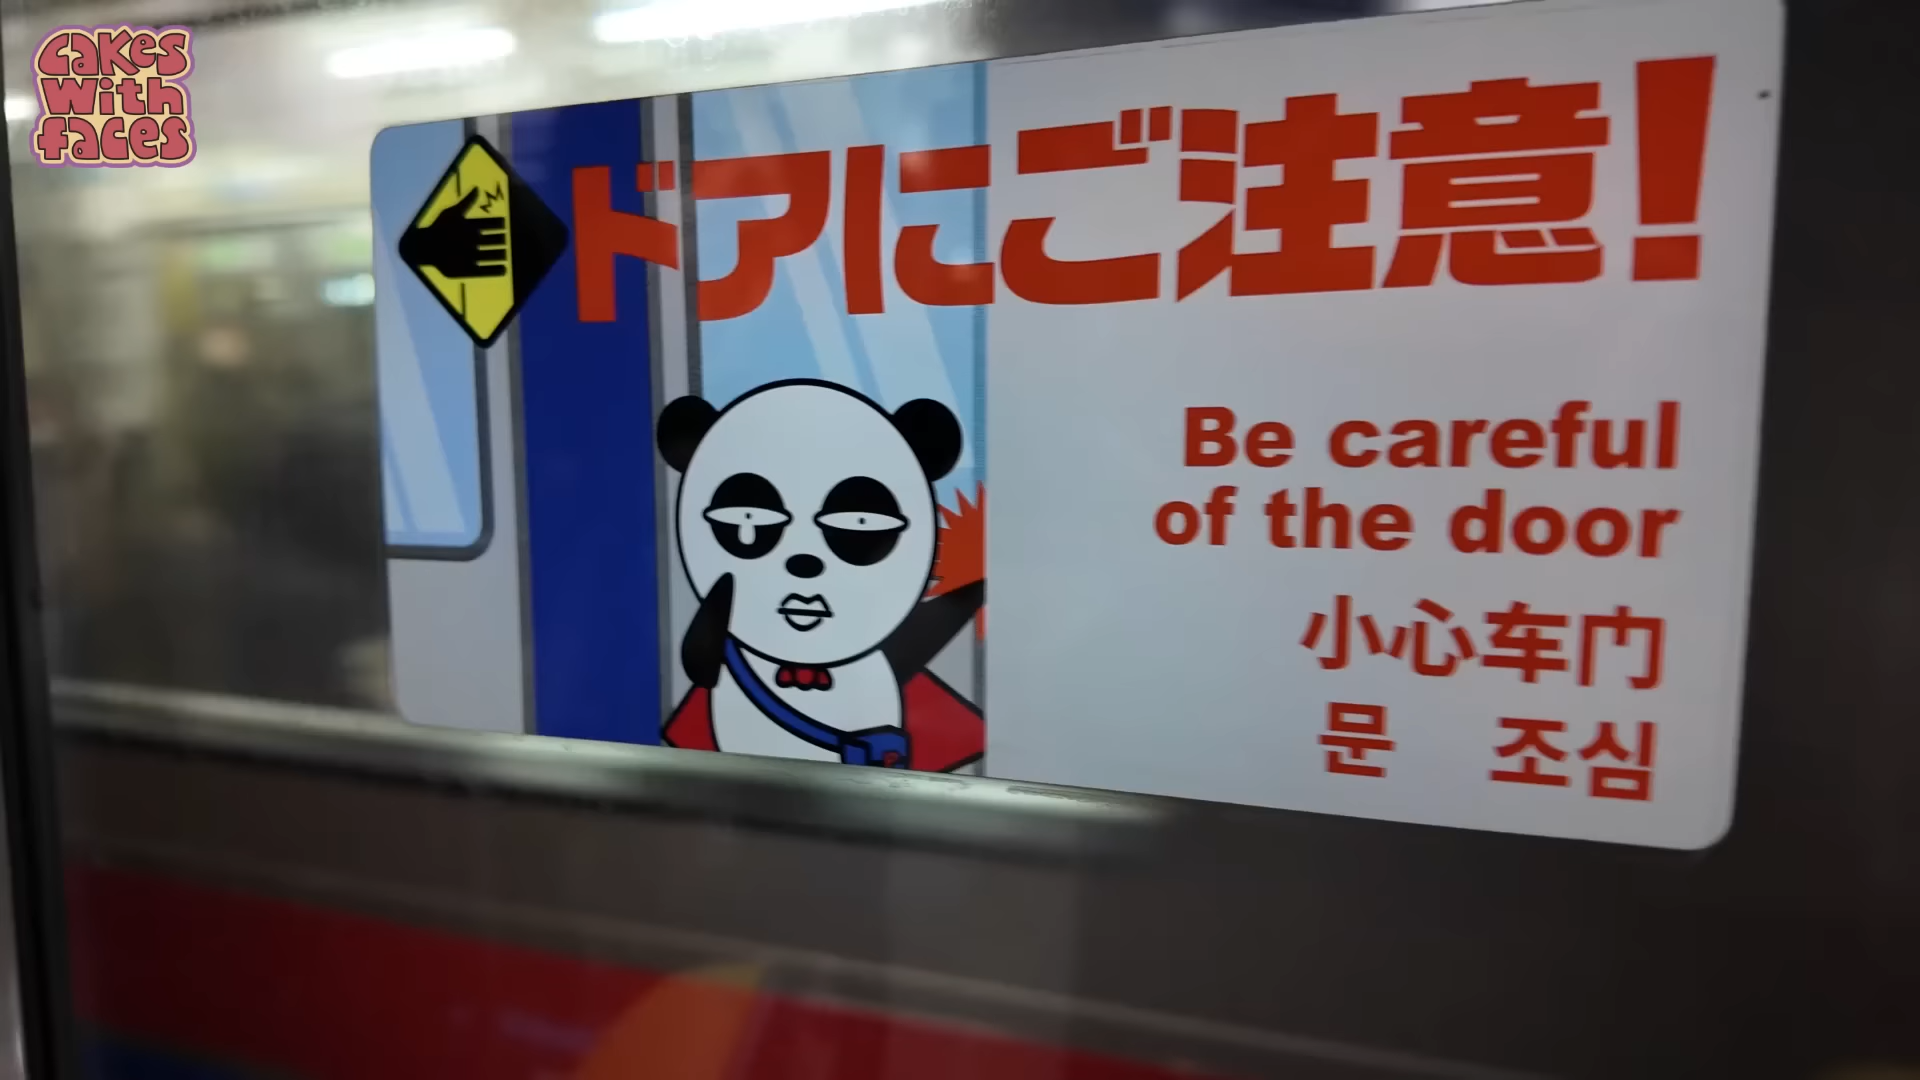 cakes
with
faces
ドアにご注意!
Be careful
of the door
小心车门
문 조심